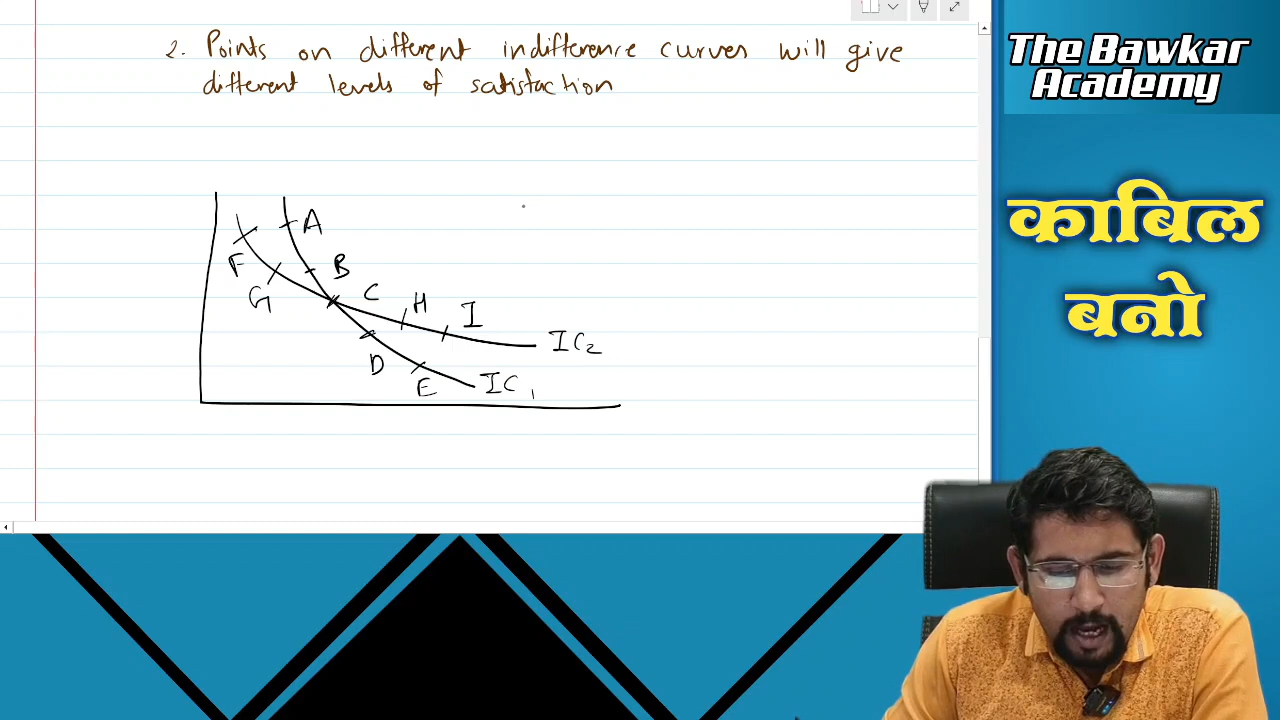 2. Points on different indifference curves will give
different levels of satisfaction
A
F
B
G
C
H
I
IC2
D
E
IC1
The Bawkar
Academy
काबिल
बनो